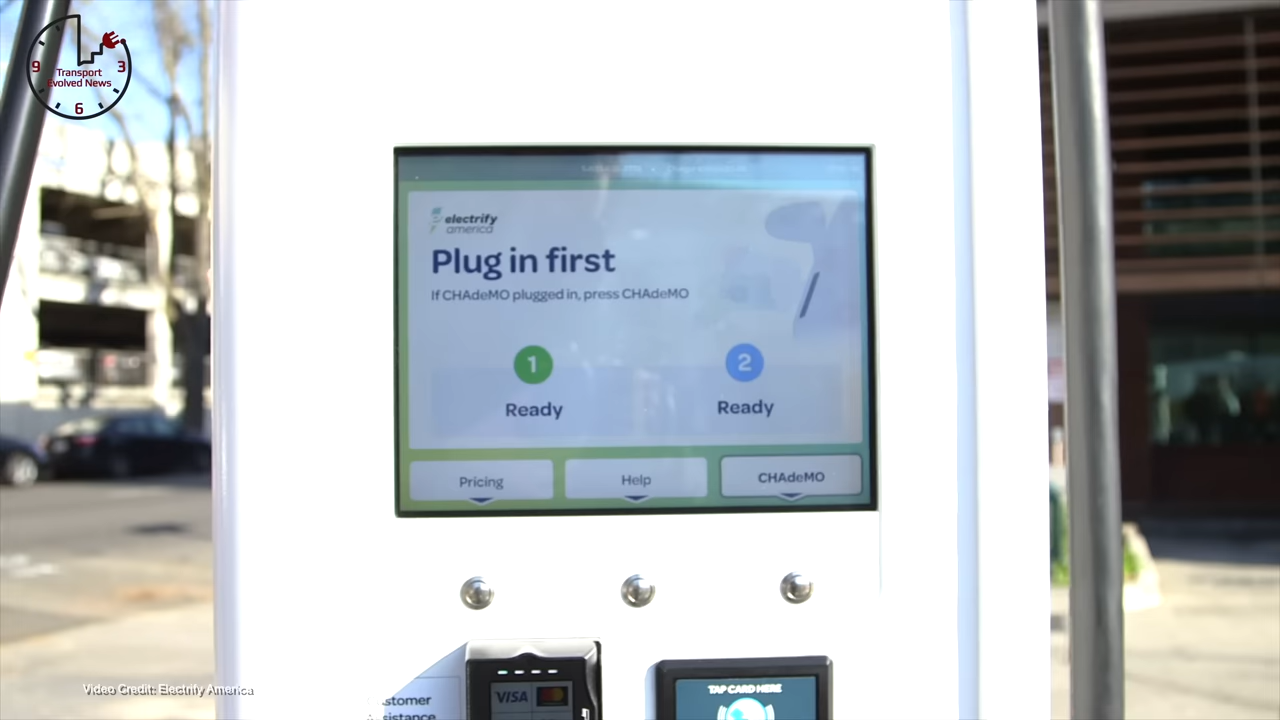 9
3
6
Transport
Evolved News
electrify
america
Plug in first
If CHAdeMO plugged in, press CHAdeMO
1
2
Ready
Ready
Pricing
Help
CHAdeMO
VISA
TAP CARD HERE
Video Credit: Electrify America